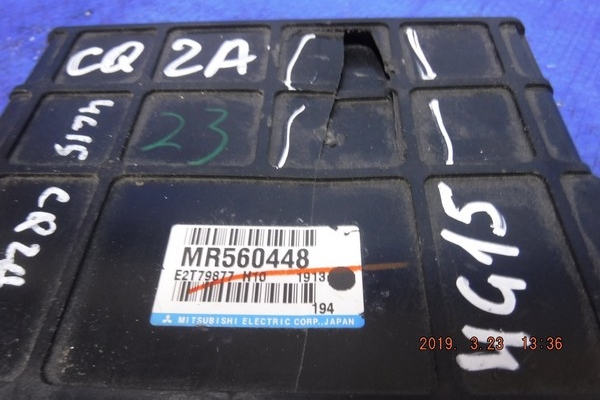 CQ 2A
4G15
23
CQ2A
4G15
MR560448
E2T79877 H10 1913
194
MITSUBISHI ELECTRIC CORP., JAPAN
2019. 3.23 13:36